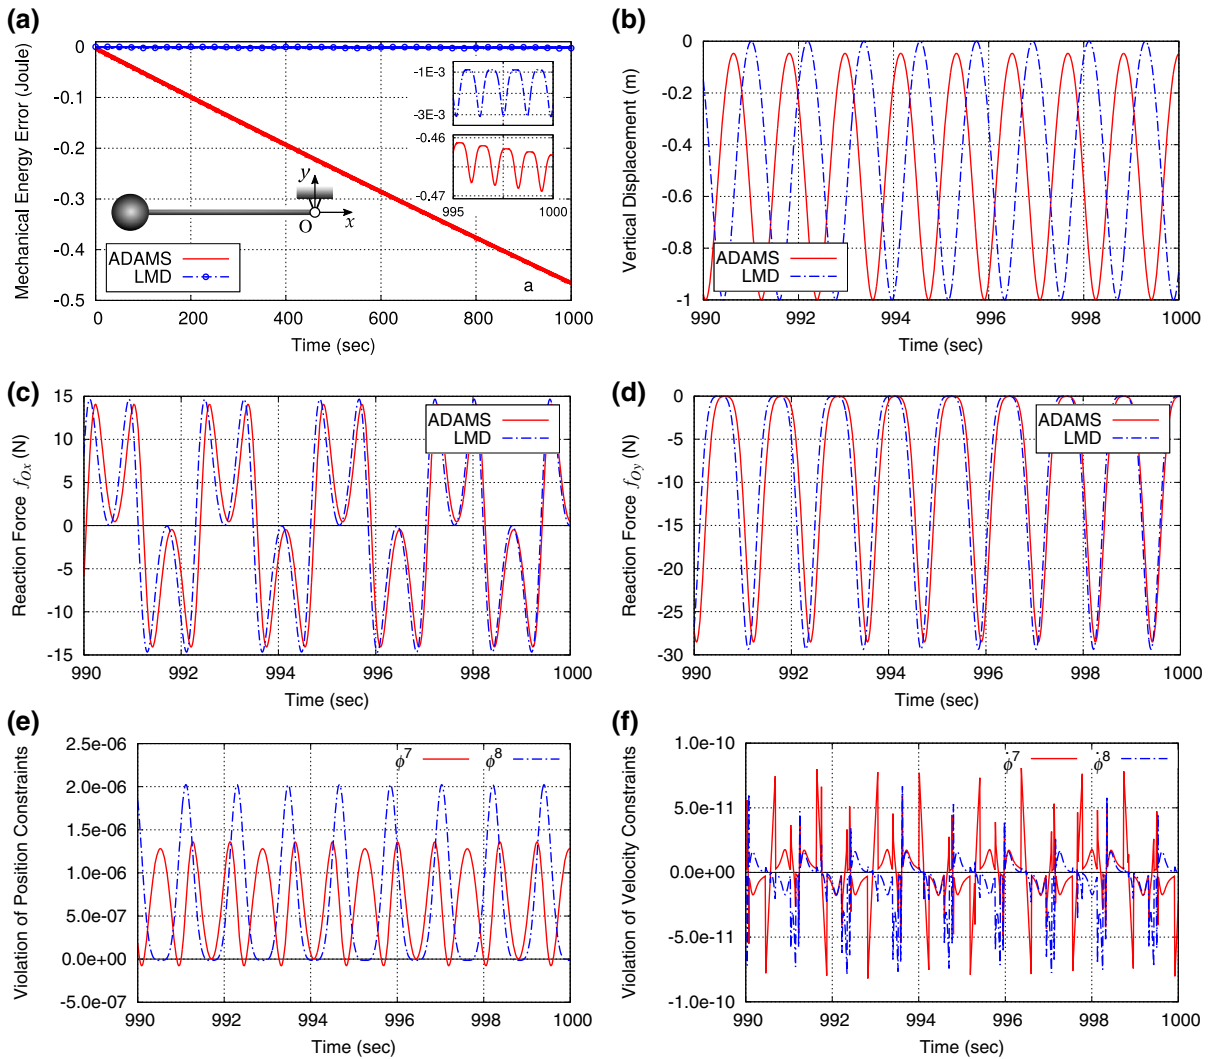 (a)
Mechanical Energy Error (Joule)
0
-0.1
-0.2
-0.3
-0.4
-0.5
-1E-3
-3E-3
-0.46
-0.47
995
1000
y
O
x
ADAMS
LMD
a
0
200
400
600
800
1000
Time (sec)
(b)
Vertical Displacement (m)
0
-0.2
-0.4
-0.6
-0.8
-1
ADAMS
LMD
990
992
994
996
998
1000
Time (sec)
(c)
Reaction Force fOx (N)
15
10
5
0
-5
-10
-15
ADAMS
LMD
990
992
994
996
998
1000
Time (sec)
(d)
Reaction Force fOy (N)
0
-5
-10
-15
-20
-25
-30
ADAMS
LMD
990
992
994
996
998
1000
Time (sec)
(e)
Violation of Position Constraints
2.5e-06
2.0e-06
1.5e-06
1.0e-06
5.0e-07
0.0e+00
-5.0e-07
ϕ7
ϕ8
990
992
994
996
998
1000
Time (sec)
(f)
Violation of Velocity Constraints
1.0e-10
5.0e-11
0.0e+00
-5.0e-11
-1.0e-10
ϕ̇7
ϕ̇8
990
992
994
996
998
1000
Time (sec)